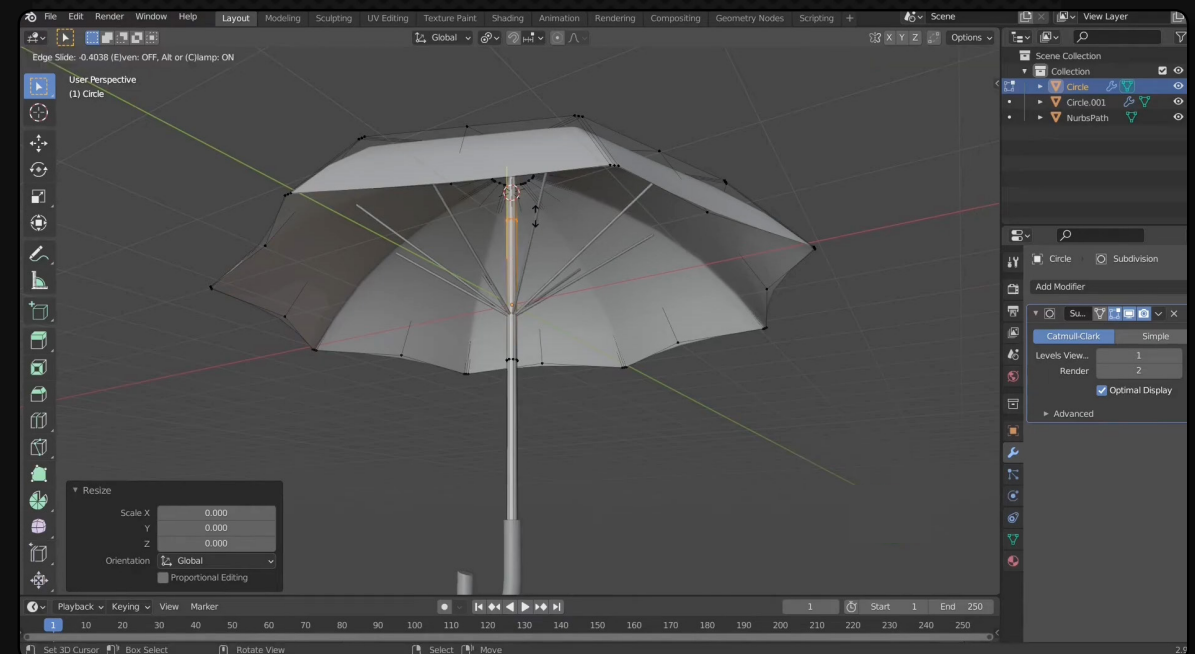 File Edit Render Window Help Layout Modeling Sculpting UV Editing Texture Paint Shading Animation Rendering Compositing Geometry Nodes Scripting + Scene View Layer
Global X Y Z Options
Edge Slide: -0.4038 (E)ven: OFF, Alt or (C)lamp: ON
User Perspective
(1) Circle
Scene Collection
Collection
Circle
Circle.001
NurbsPath
Circle Subdivision
Add Modifier
Su...
Catmull-Clark Simple
Levels View... 1
Render 2
Optimal Display
Advanced
Resize
Scale X 0.000
Y 0.000
Z 0.000
Orientation Global
Proportional Editing
Playback Keying View Marker 1 Start 1 End 250
1 10 20 30 40 50 60 70 80 90 100 110 120 130 140 150 160 170 180 190 200 210 220 230 240 250
Set 3D Cursor Box Select Rotate View Select Move 2.9